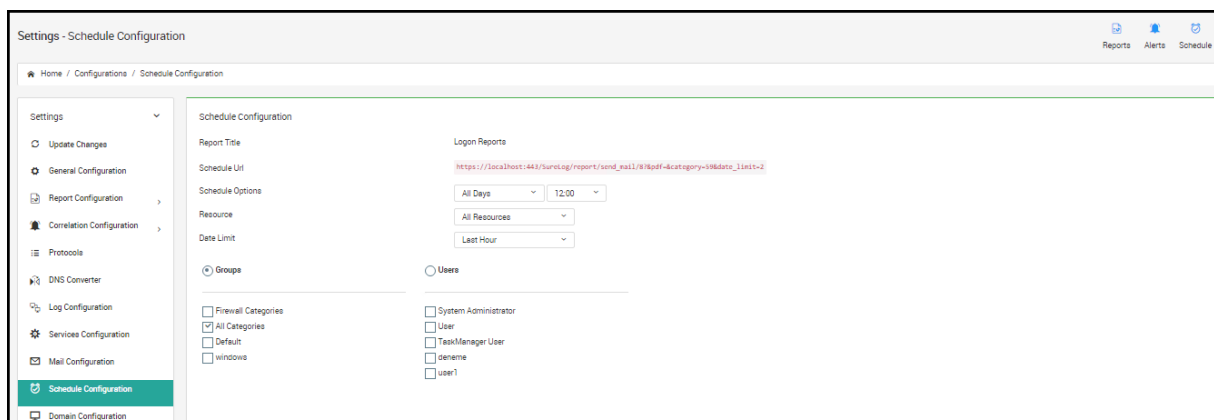 Settings - Schedule Configuration
Reports Alerts Schedule
Home / Configurations / Schedule Configuration
Settings
Update Changes
General Configuration
Report Configuration
Correlation Configuration
Protocols
DNS Converter
Log Configuration
Services Configuration
Mail Configuration
Schedule Configuration
Domain Configuration
Schedule Configuration
Report Title Logon Reports
Schedule Url https://localhost:443/SureLog/report/send_mail/87&pdf=&category=59&date_limit=2
Schedule Options All Days 12:00
Resource All Resources
Date Limit Last Hour
Groups Users
Firewall Categories System Administrator
All Categories User
Default TaskManager User
windows deneme
user1